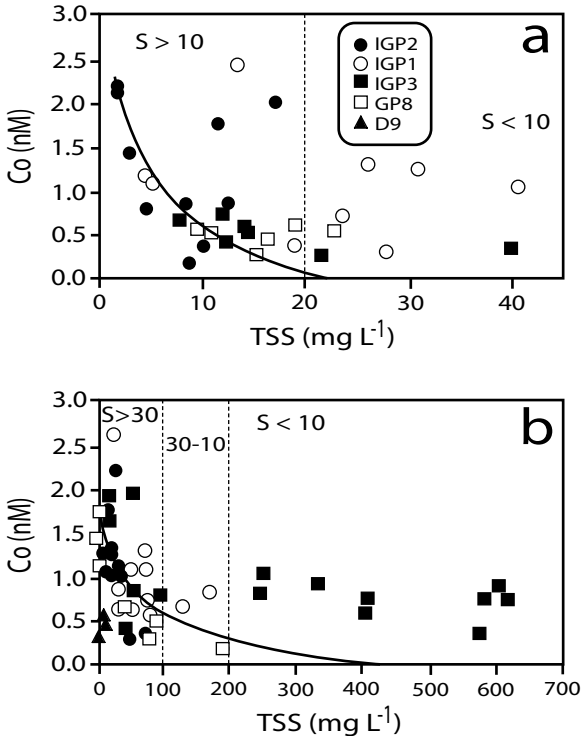 3.0
2.5
2.0
1.5
1.0
0.5
0.0
Co (nM)
S > 10
a
IGP2
IGP1
IGP3
GP8
D9
S < 10
0 10 20 30 40
TSS (mg L-1)
3.0
2.5
2.0
1.5
1.0
0.5
0.0
Co (nM)
S>30
30-10
S < 10
b
0 100 200 300 400 500 600 700
TSS (mg L-1)